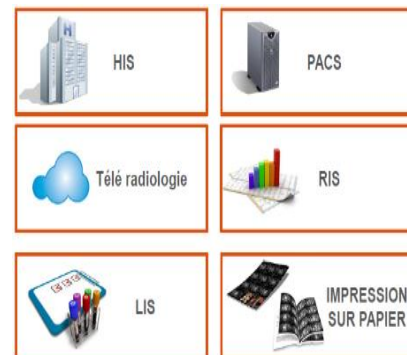 H
HIS
PACS
Télé radiologie
RIS
LIS
IMPRESSION
SUR PAPIER